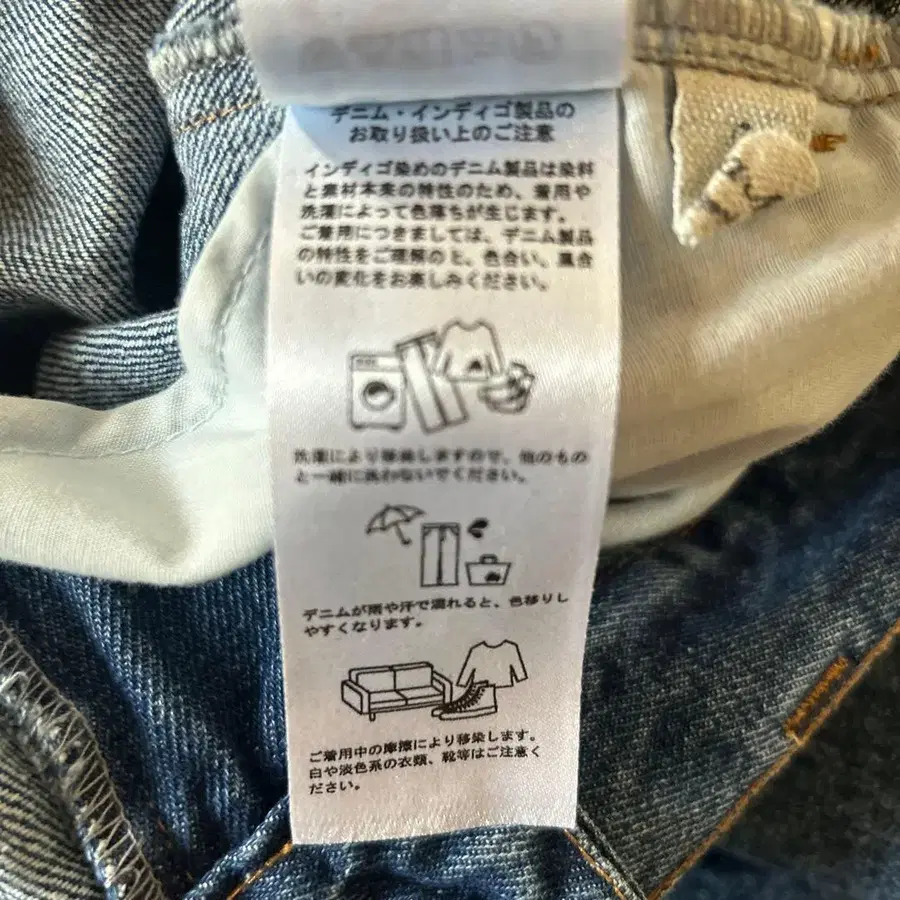 デニム・インディゴ製品の
お取り扱い上のご注意
インディゴ染めのデニム製品は染料
と素材本来の特性のため、着用や
洗濯によって色落ちが生じます。
ご着用につきましては、デニム製品
の特性をご理解のと、色合い、風合
いの変化をお楽しみください。
洗濯により移染しますので、他のもの
と一緒に洗わないでください。
デニムが雨や汗で濡れると、色移りし
やすくなります。
ご着用中の摩擦により移染します。
白や淡色系の衣類、靴等はご注意く
ださい。